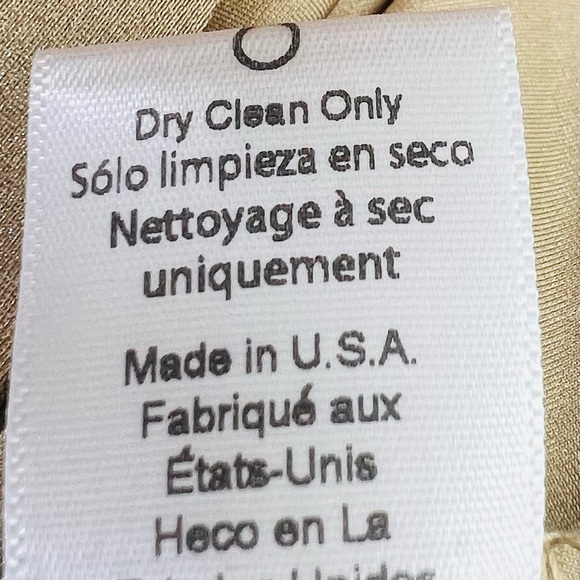 Dry Clean Only
Sólo limpieza en seco
Nettoyage à sec
uniquement
Made in U.S.A.
Fabriqué aux
États-Unis
Heco en La
Unidos